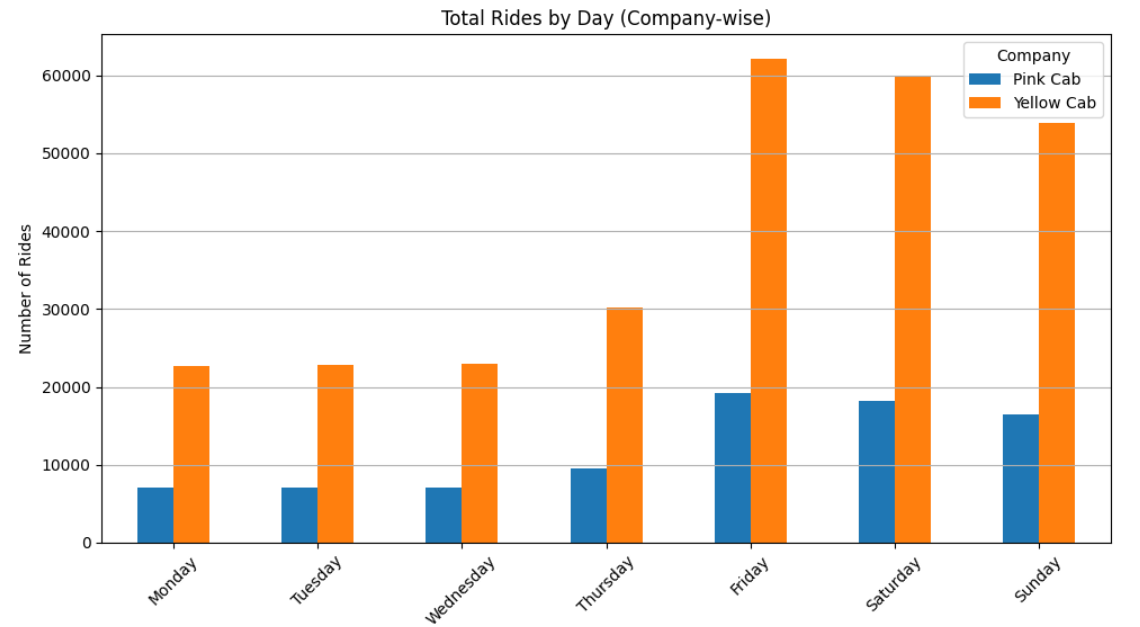 Total Rides by Day (Company-wise)
Company
Pink Cab
Yellow Cab
Number of Rides
60000
50000
40000
30000
20000
10000
0
Monday
Tuesday
Wednesday
Thursday
Friday
Saturday
Sunday